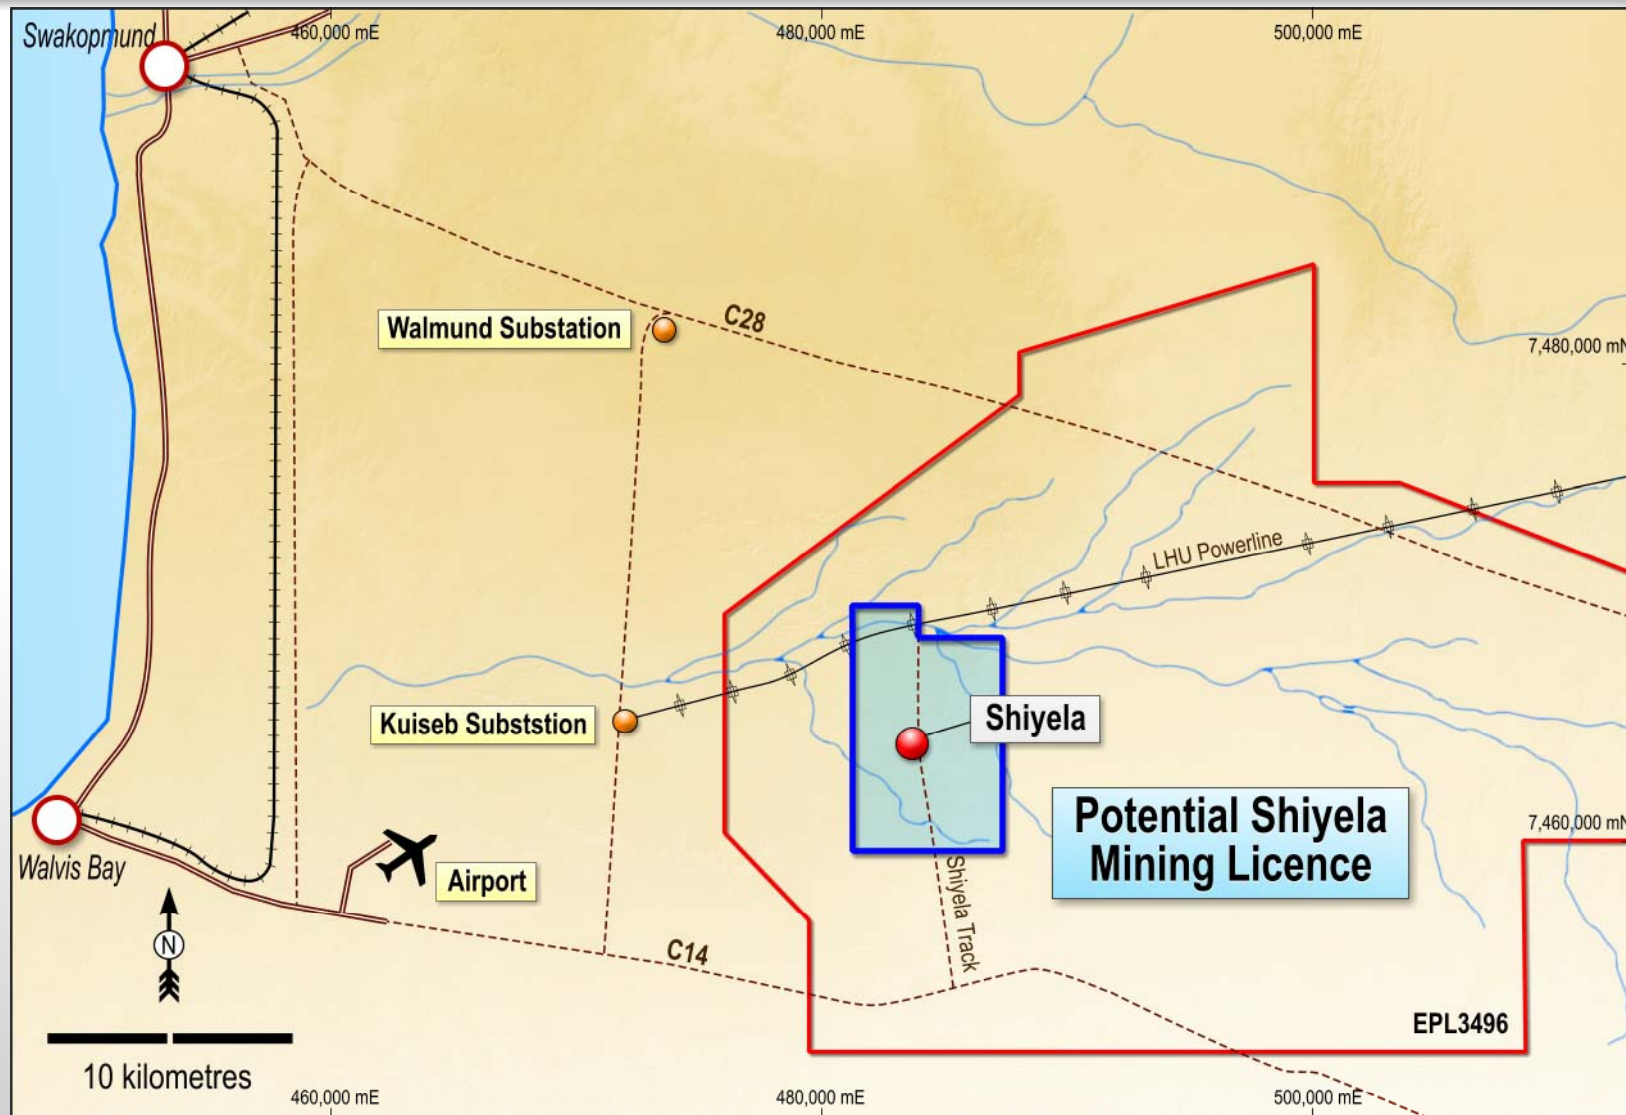 Swakopmund
460,000 mE
480,000 mE
500,000 mE
Walmund Substation
C28
7,480,000 mN
LHU Powerline
Kuiseb Subststion
Shiyela
Potential Shiyela
Mining Licence
7,460,000 mN
Walvis Bay
Airport
Shiyela Track
N
C14
EPL3496
10 kilometres
460,000 mE
480,000 mE
500,000 mE